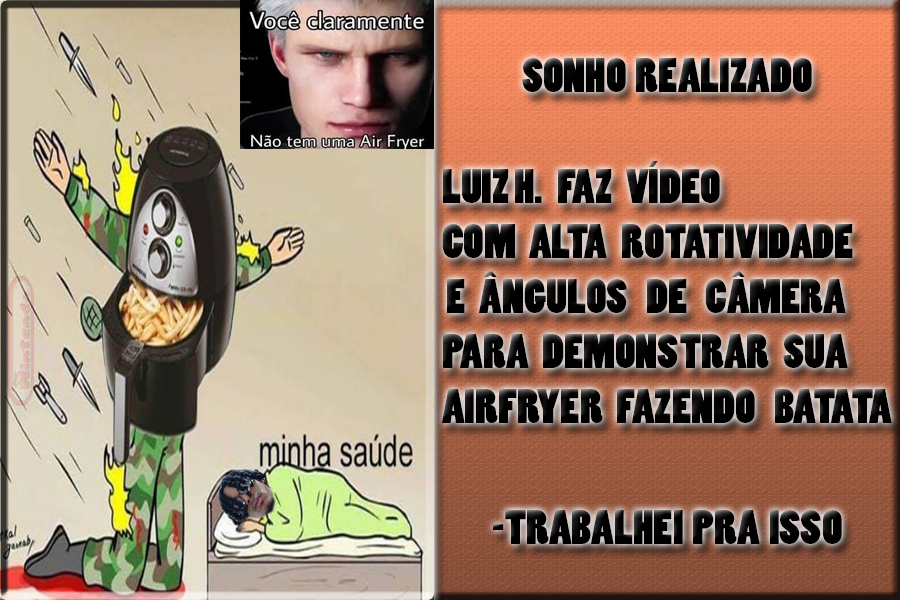 Você claramente
Não tem uma Air Fryer
minha saúde
Nintendo
SONHO REALIZADO
LUIZ H. FAZ VÍDEO
COM ALTA ROTATIVIDADE
E ÂNGULOS DE CÂMERA
PARA DEMONSTRAR SUA
AIRFRYER FAZENDO BATATA
-TRABALHEI PRA ISSO